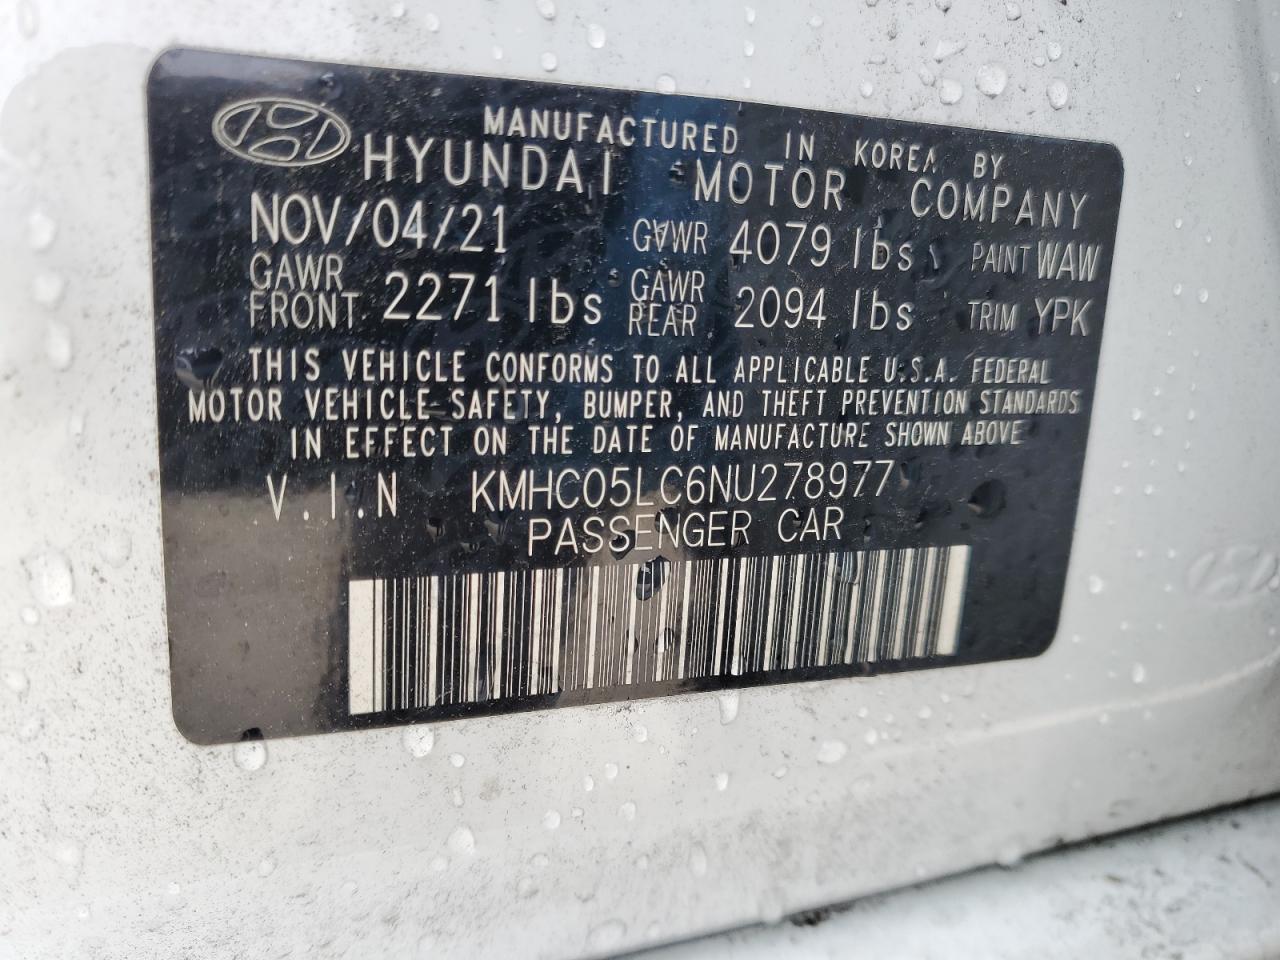 MANUFACTURED IN KOREA BY
HYUNDAI MOTOR COMPANY
NOV/04/21 GVWR 4079 lbs PAINT WAW
GAWR FRONT 2271 lbs GAWR REAR 2094 lbs TRIM YPK
THIS VEHICLE CONFORMS TO ALL APPLICABLE U.S.A. FEDERAL
MOTOR VEHICLE SAFETY, BUMPER, AND THEFT PREVENTION STANDARDS
IN EFFECT ON THE DATE OF MANUFACTURE SHOWN ABOVE
V.I.N KMHC05LC6NU278977
PASSENGER CAR